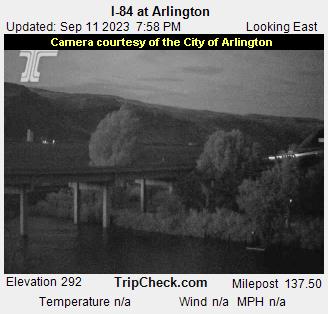 I-84 at Arlington
Updated: Sep 11 2023 7:58 PM Looking East
Camera courtesy of the City of Arlington
Elevation 292 TripCheck.com Milepost 137.50
Temperature n/a Wind n/a MPH n/a